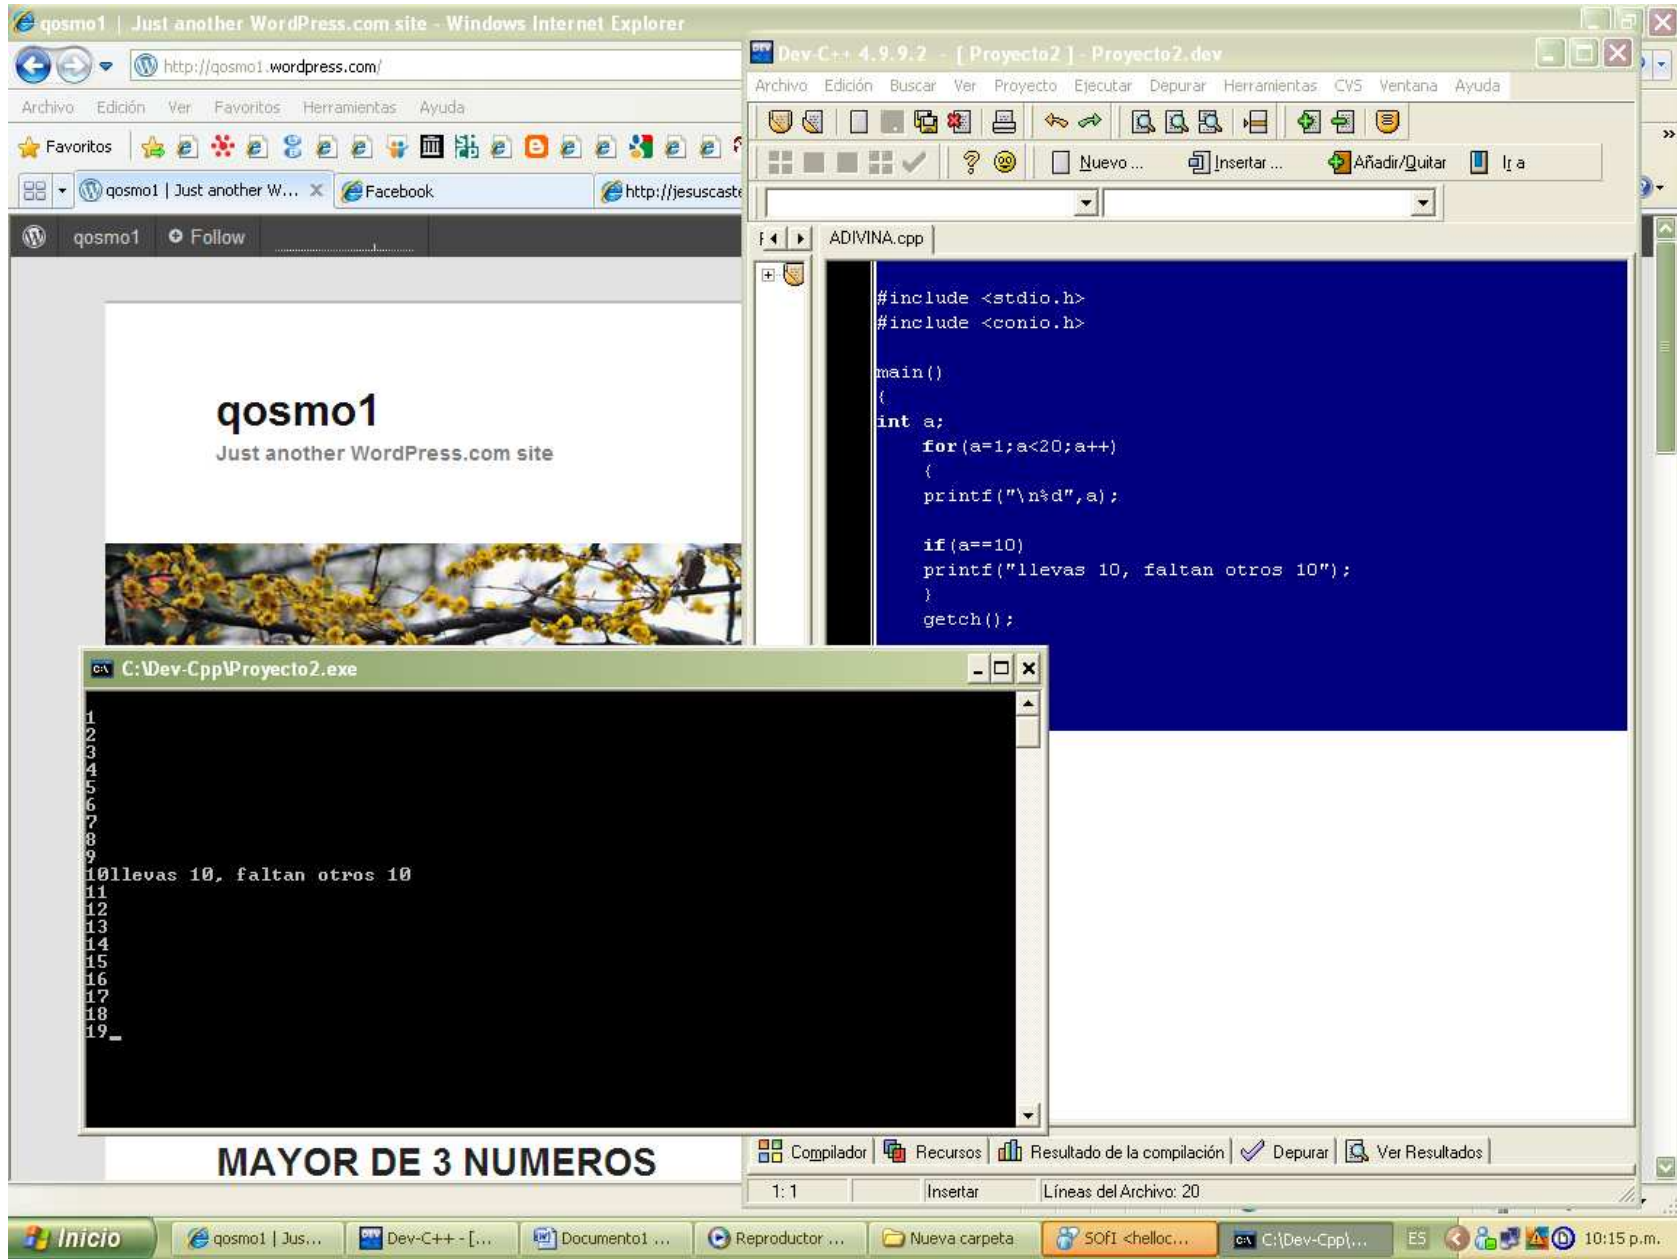 qosmo1 | Just another WordPress.com site - Windows Internet Explorer
http://qosmo1.wordpress.com/
Archivo Edición Ver Favoritos Herramientas Ayuda
Favoritos
qosmo1 | Just another W...
Facebook
http://jesuscaste
qosmo1
Follow
qosmo1
Just another WordPress.com site
MAYOR DE 3 NUMEROS
Dev-C++ 4.9.9.2 - [ Proyecto2 ] - Proyecto2.dev
Archivo Edición Buscar Ver Proyecto Ejecutar Depurar Herramientas CVS Ventana Ayuda
Nuevo ... Insertar ... Añadir/Quitar Ir a
ADIVINA.cpp
#include <stdio.h>
#include <conio.h>
main()
{
int a;
for(a=1;a<20;a++)
{
printf("\n%d",a);
if(a==10)
printf("llevas 10, faltan otros 10");
}
getch();
C:\Dev-Cpp\Proyecto2.exe
1
2
3
4
5
6
7
8
9
10llevas 10, faltan otros 10
11
12
13
14
15
16
17
18
19_
Compilador Recursos Resultado de la compilación Depurar Ver Resultados
1: 1 Insertar Líneas del Archivo: 20
Inicio
qosmo1 | Jus...
Dev-C++ - [...
Documento1 ...
Reproductor ...
Nueva carpeta
SOfI <helloc...
C:\Dev-Cpp\...
ES
10:15 p.m.